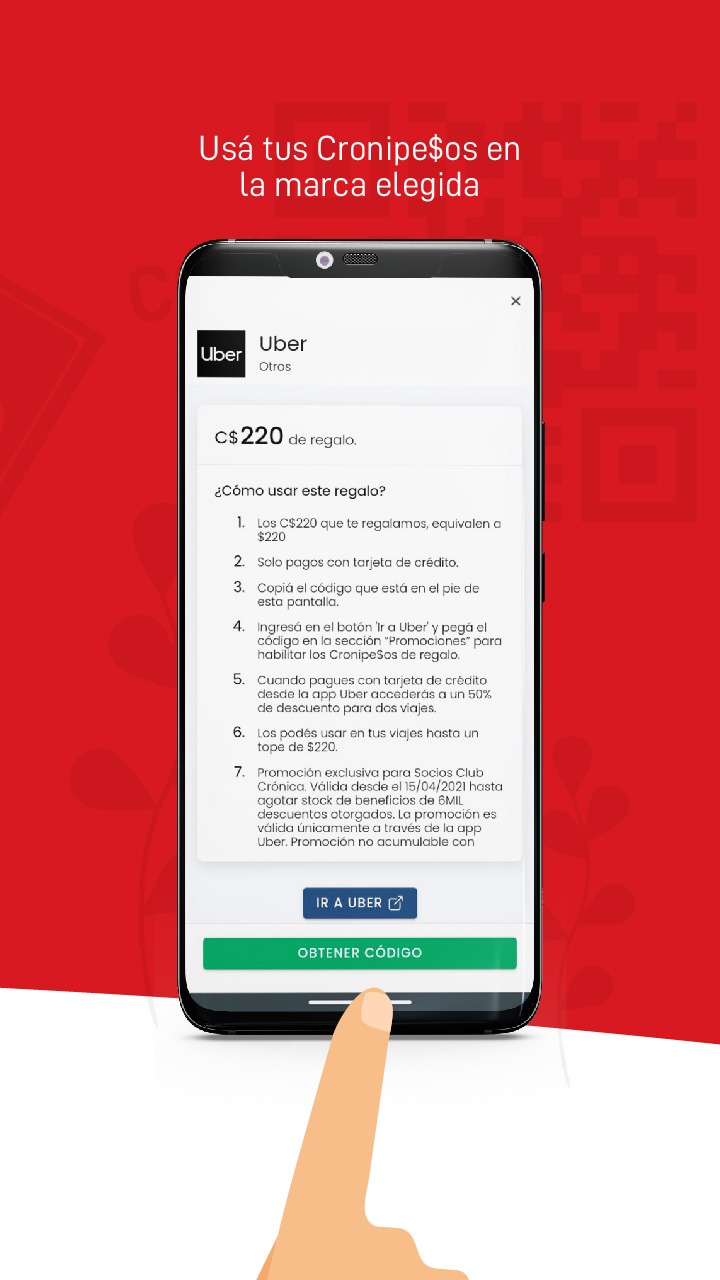 Usá tus Cronipe$os en
la marca elegida
Uber
Uber
Otros
C$220 de regalo.
¿Cómo usar este regalo?
1. Los C$220 que te regalamos, equivalen a
$220
2. Solo pagos con tarjeta de crédito.
3. Copiá el código que está en el pie de
esta pantalla.
4. Ingresá en el botón 'Ir a Uber' y pegá el
código en la sección “Promociones” para
habilitar los Cronipe$os de regalo.
5. Cuando pagues con tarjeta de crédito
desde la app Uber accederás a un 50%
de descuento para dos viajes.
6. Los podés usar en tus viajes hasta un
tope de $220.
7. Promoción exclusiva para Socios Club
Crónica. Válida desde el 15/04/2021 hasta
agotar stock de beneficios de 6MIL
descuentos otorgados. La promoción es
válida únicamente a través de la app
Uber. Promoción no acumulable con
IR A UBER
OBTENER CÓDIGO